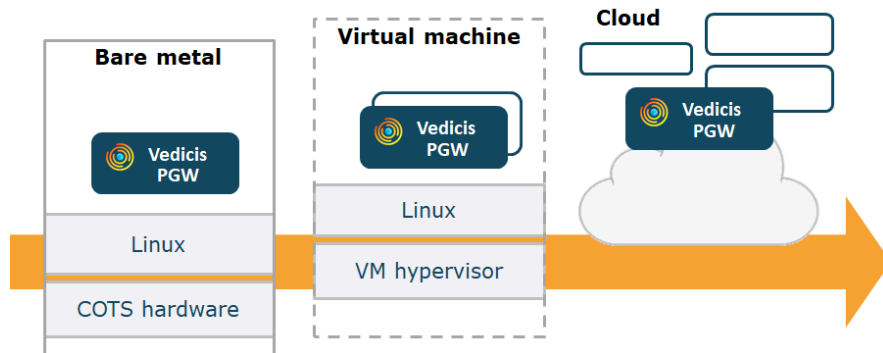 Bare metal
Vedicis
PGW
Linux
COTS hardware
Virtual machine
Vedicis
PGW
Linux
VM hypervisor
Cloud
Vedicis
PGW